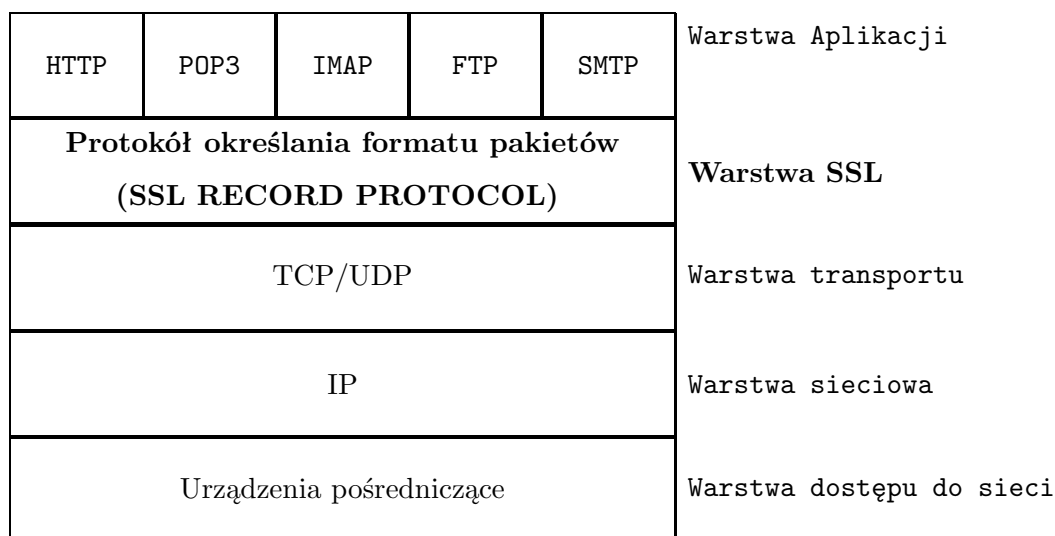 HTTP POP3 IMAP FTP SMTP
Warstwa Aplikacji
Protokół określania formatu pakietów
(SSL RECORD PROTOCOL)
Warstwa SSL
TCP/UDP
Warstwa transportu
IP
Warstwa sieciowa
Urządzenia pośredniczące
Warstwa dostępu do sieci